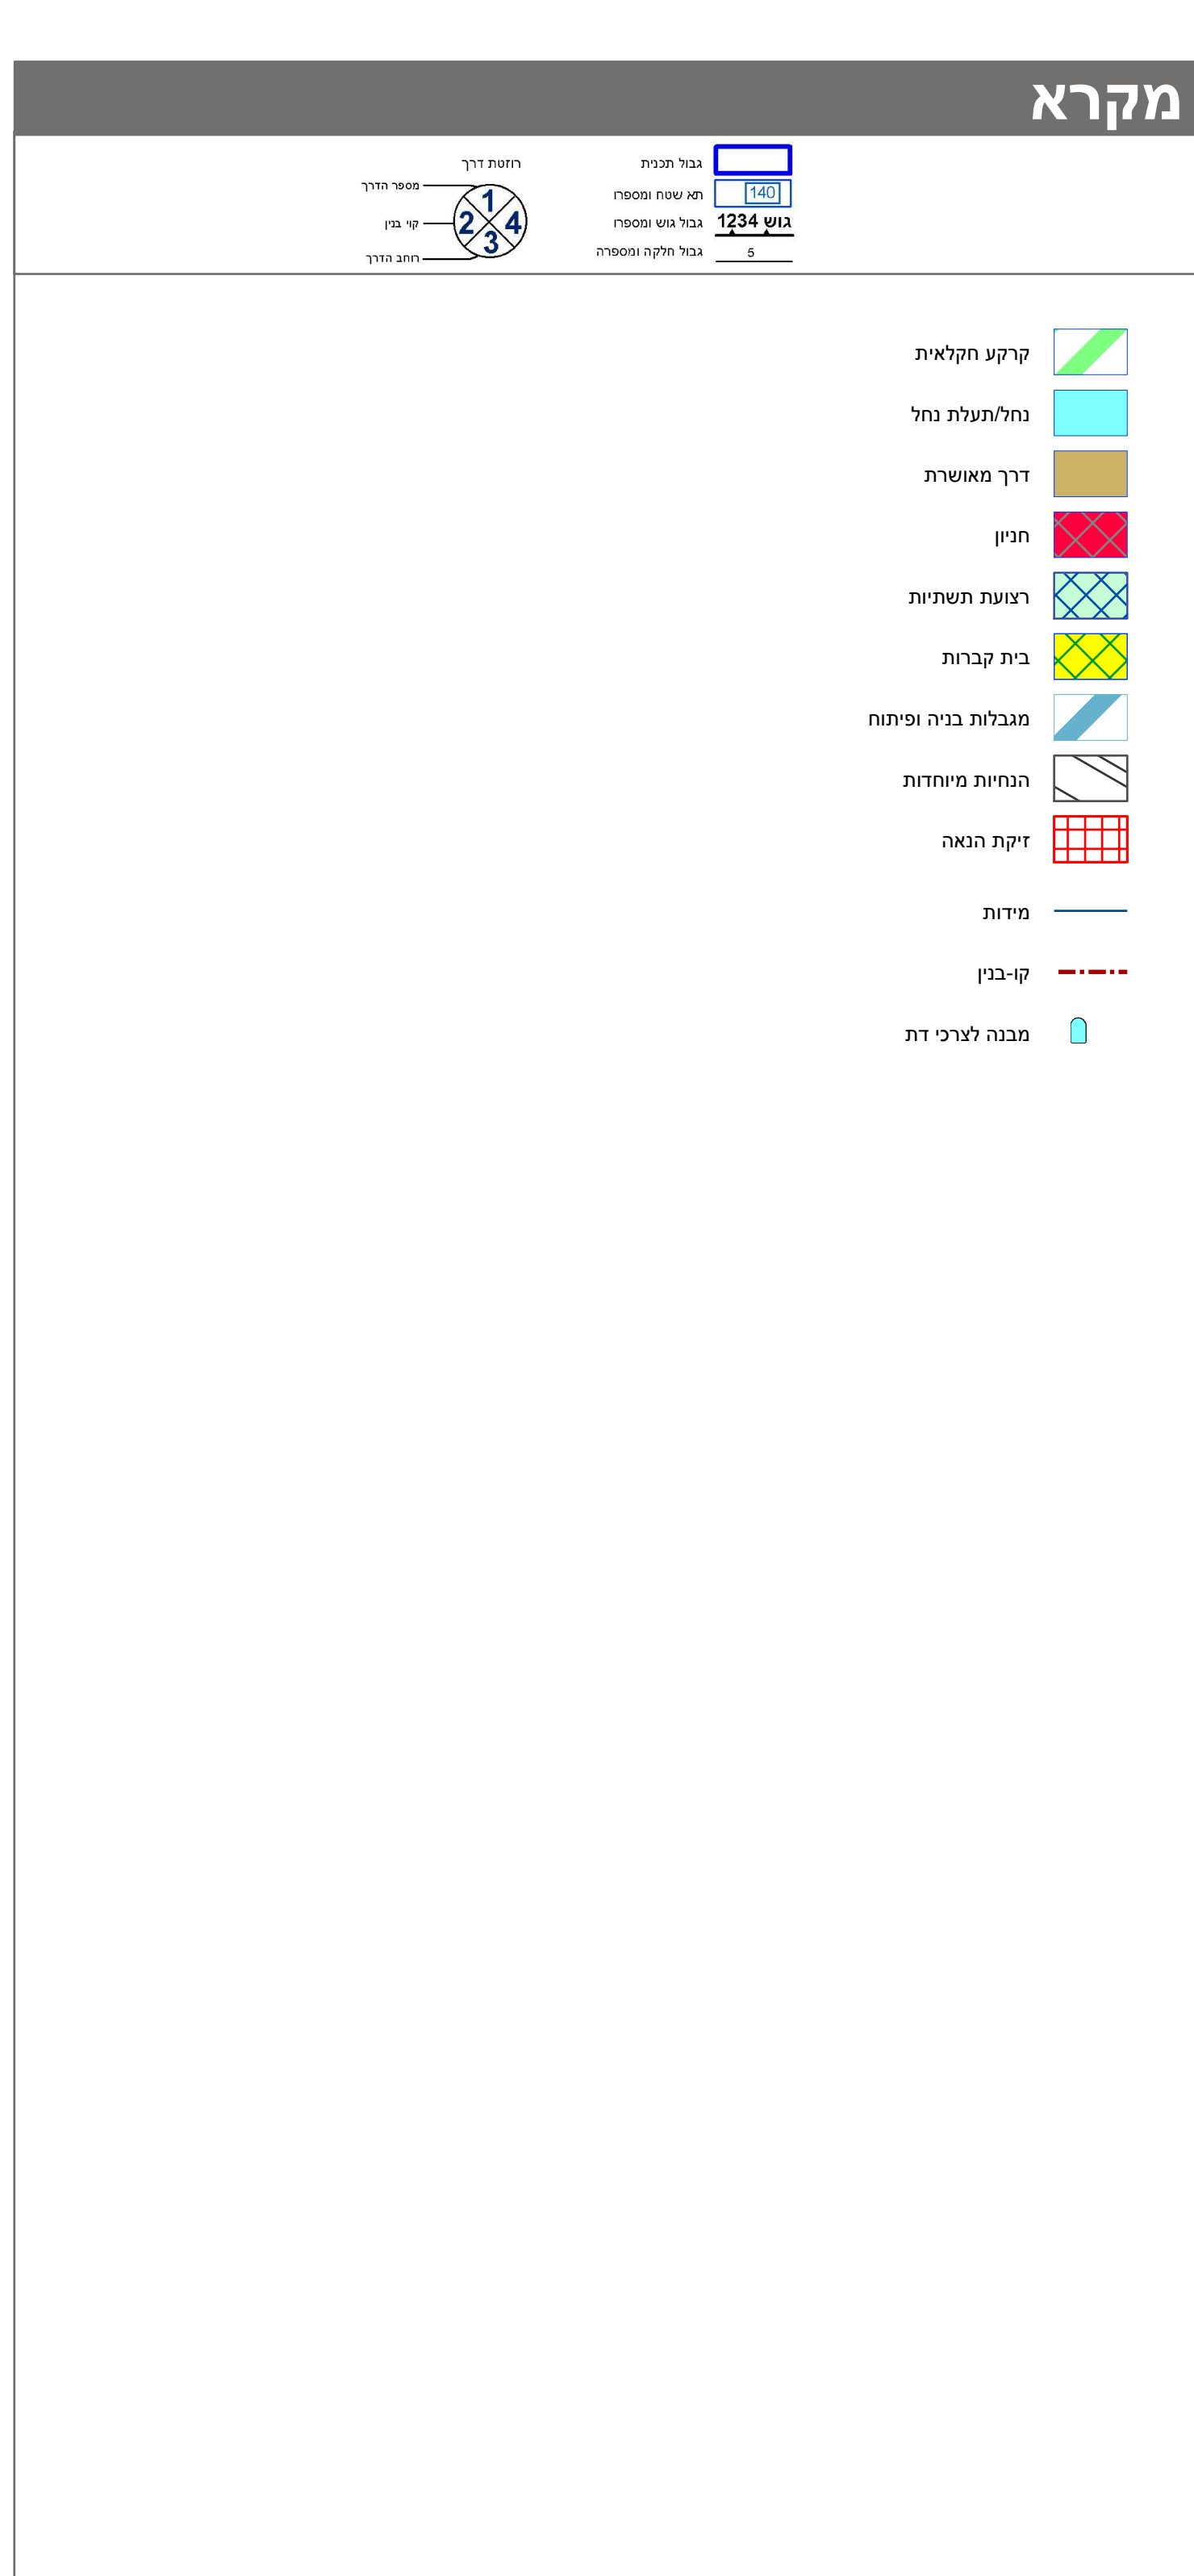 מקרא
גבול תכנית
140
תא שטח ומספרו
גוש 1234
גבול גוש ומספרו
5
גבול חלקה ומספרה
רוזטת דרך
מספר הדרך
קוי בנין
רוחב הדרך
1
2 4
3
קרקע חקלאית
נחל/תעלת נחל
דרך מאושרת
חניון
רצועת תשתיות
בית קברות
מגבלות בניה ופיתוח
הנחיות מיוחדות
זיקת הנאה
מידות
קו-בנין
מבנה לצרכי דת